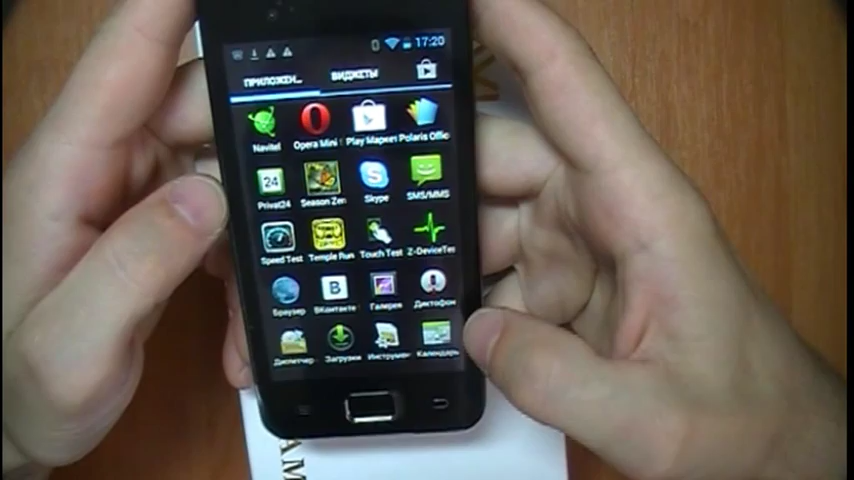 17:20
ПРИЛОЖЕН... ВИДЖЕТЫ
Navitel Opera Mini Play Маркет Polaris Offic
24
Privat24 Season Zen Skype SMS/MMS
Speed Test Temple Run Touch Test Z-DeviceTes
B
Браузер ВКонтакте Галерея Диктофон
Диспетчер Загрузки Инструмен Календарь
AM